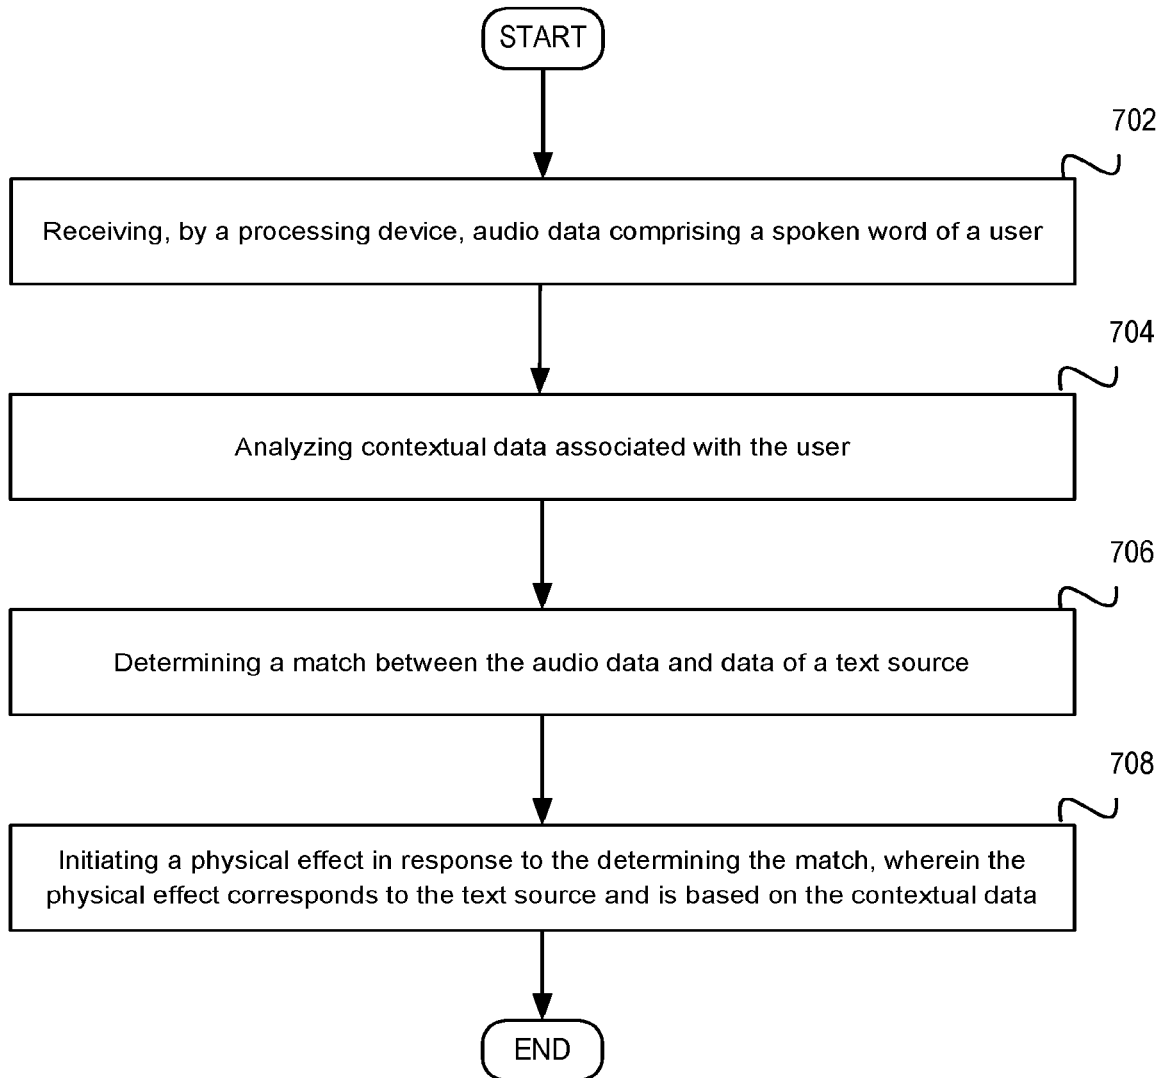 START
702
Receiving, by a processing device, audio data comprising a spoken word of a user
704
Analyzing contextual data associated with the user
706
Determining a match between the audio data and data of a text source
708
Initiating a physical effect in response to the determining the match, wherein the
physical effect corresponds to the text source and is based on the contextual data
END